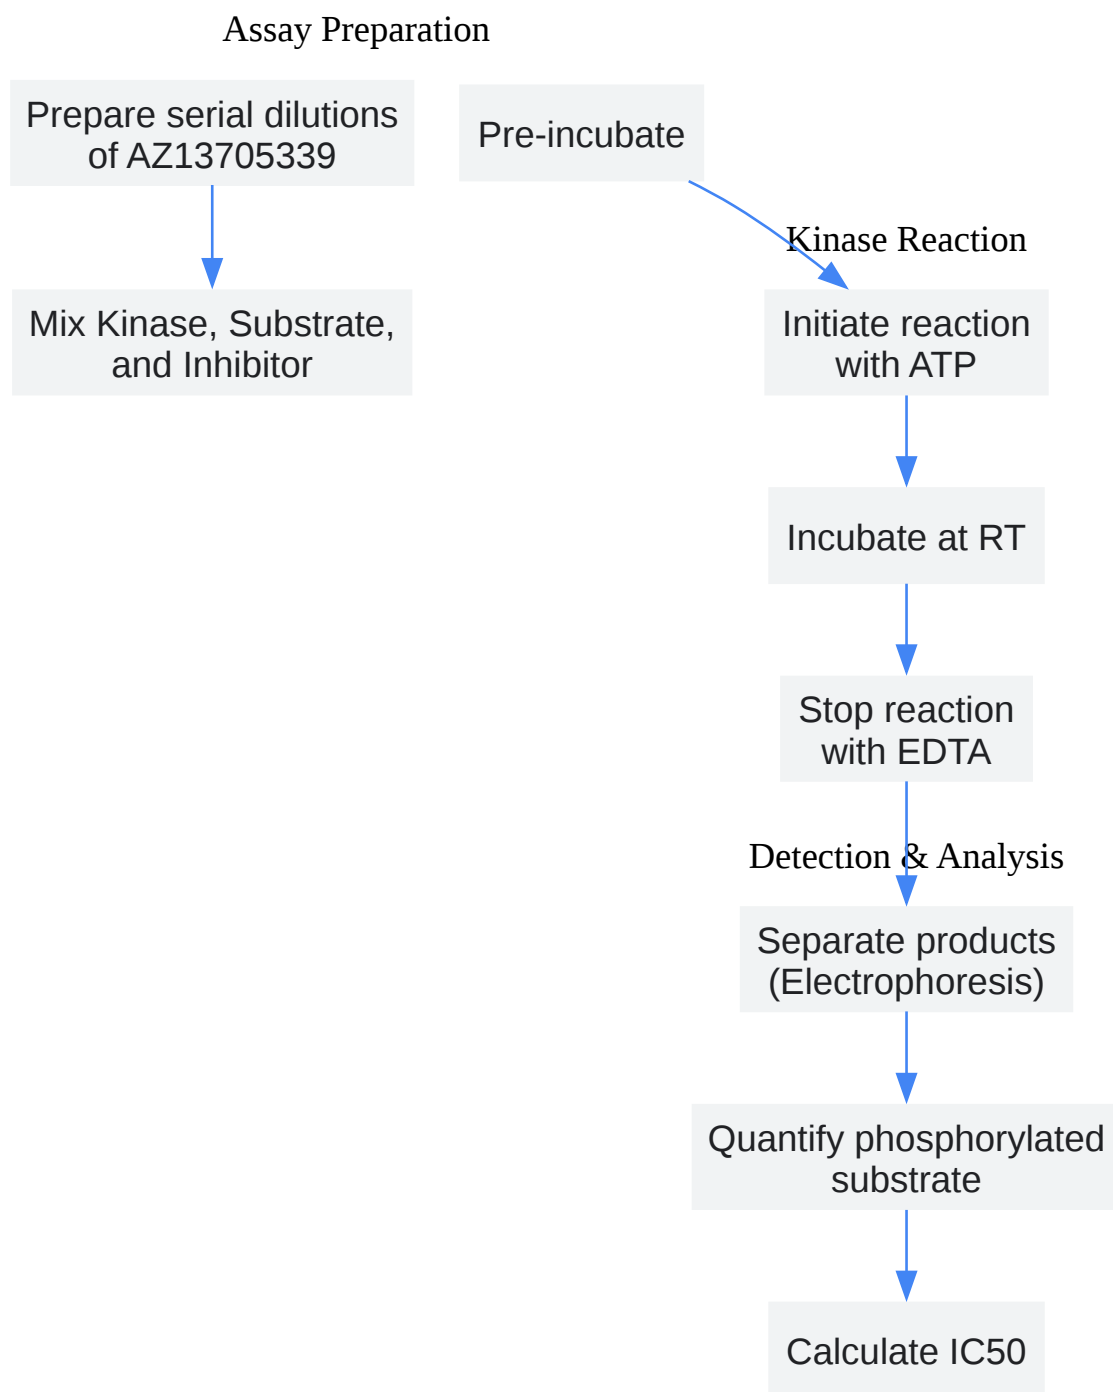 Assay Preparation
Prepare serial dilutions
of AZ13705339
Mix Kinase, Substrate,
and Inhibitor
Pre-incubate
Kinase Reaction
Initiate reaction
with ATP
Incubate at RT
Stop reaction
with EDTA
Detection & Analysis
Separate products
(Electrophoresis)
Quantify phosphorylated
substrate
Calculate IC50